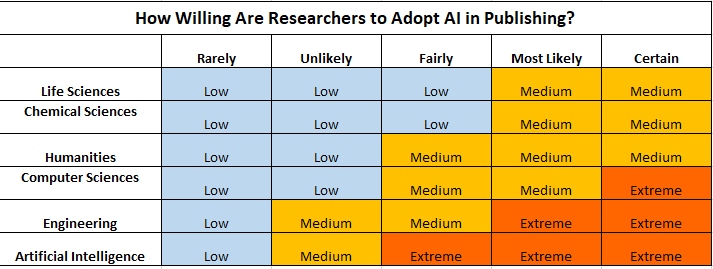 How Willing Are Researchers to Adopt AI in Publishing?
Rarely Unlikely Fairly Most Likely Certain
Life Sciences Low Low Low Medium Medium
Chemical Sciences Low Low Low Medium Medium
Humanities Low Low Medium Medium Medium
Computer Sciences Low Low Medium Medium Extreme
Engineering Low Medium Medium Extreme Extreme
Artificial Intelligence Low Medium Extreme Extreme Extreme